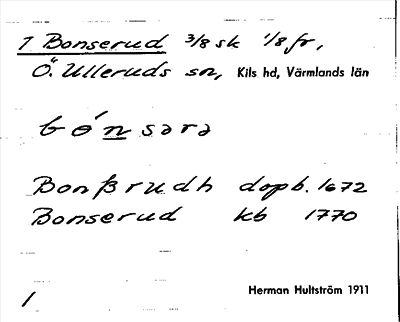 1 Bonserud 3/8 sk 1/8 fr,
Ö. Ulleruds sn, Kils hd, Värmlands län
bónsərə
Bonßrudh dopb. 1672
Bonserud kb 1770
Herman Hultström 1911
1